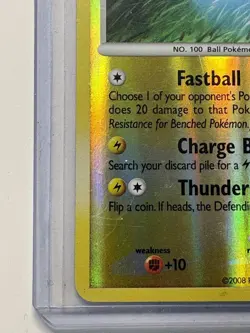 NO. 100 Ball Pokém
Fastball
Choose 1 of your opponent's Po
does 20 damage to that Pok
Resistance for Benched Pokémon.
Charge B
Search your discard pile for a
Thunder
Flip a coin. If heads, the Defendi
weakness
+10
©2008